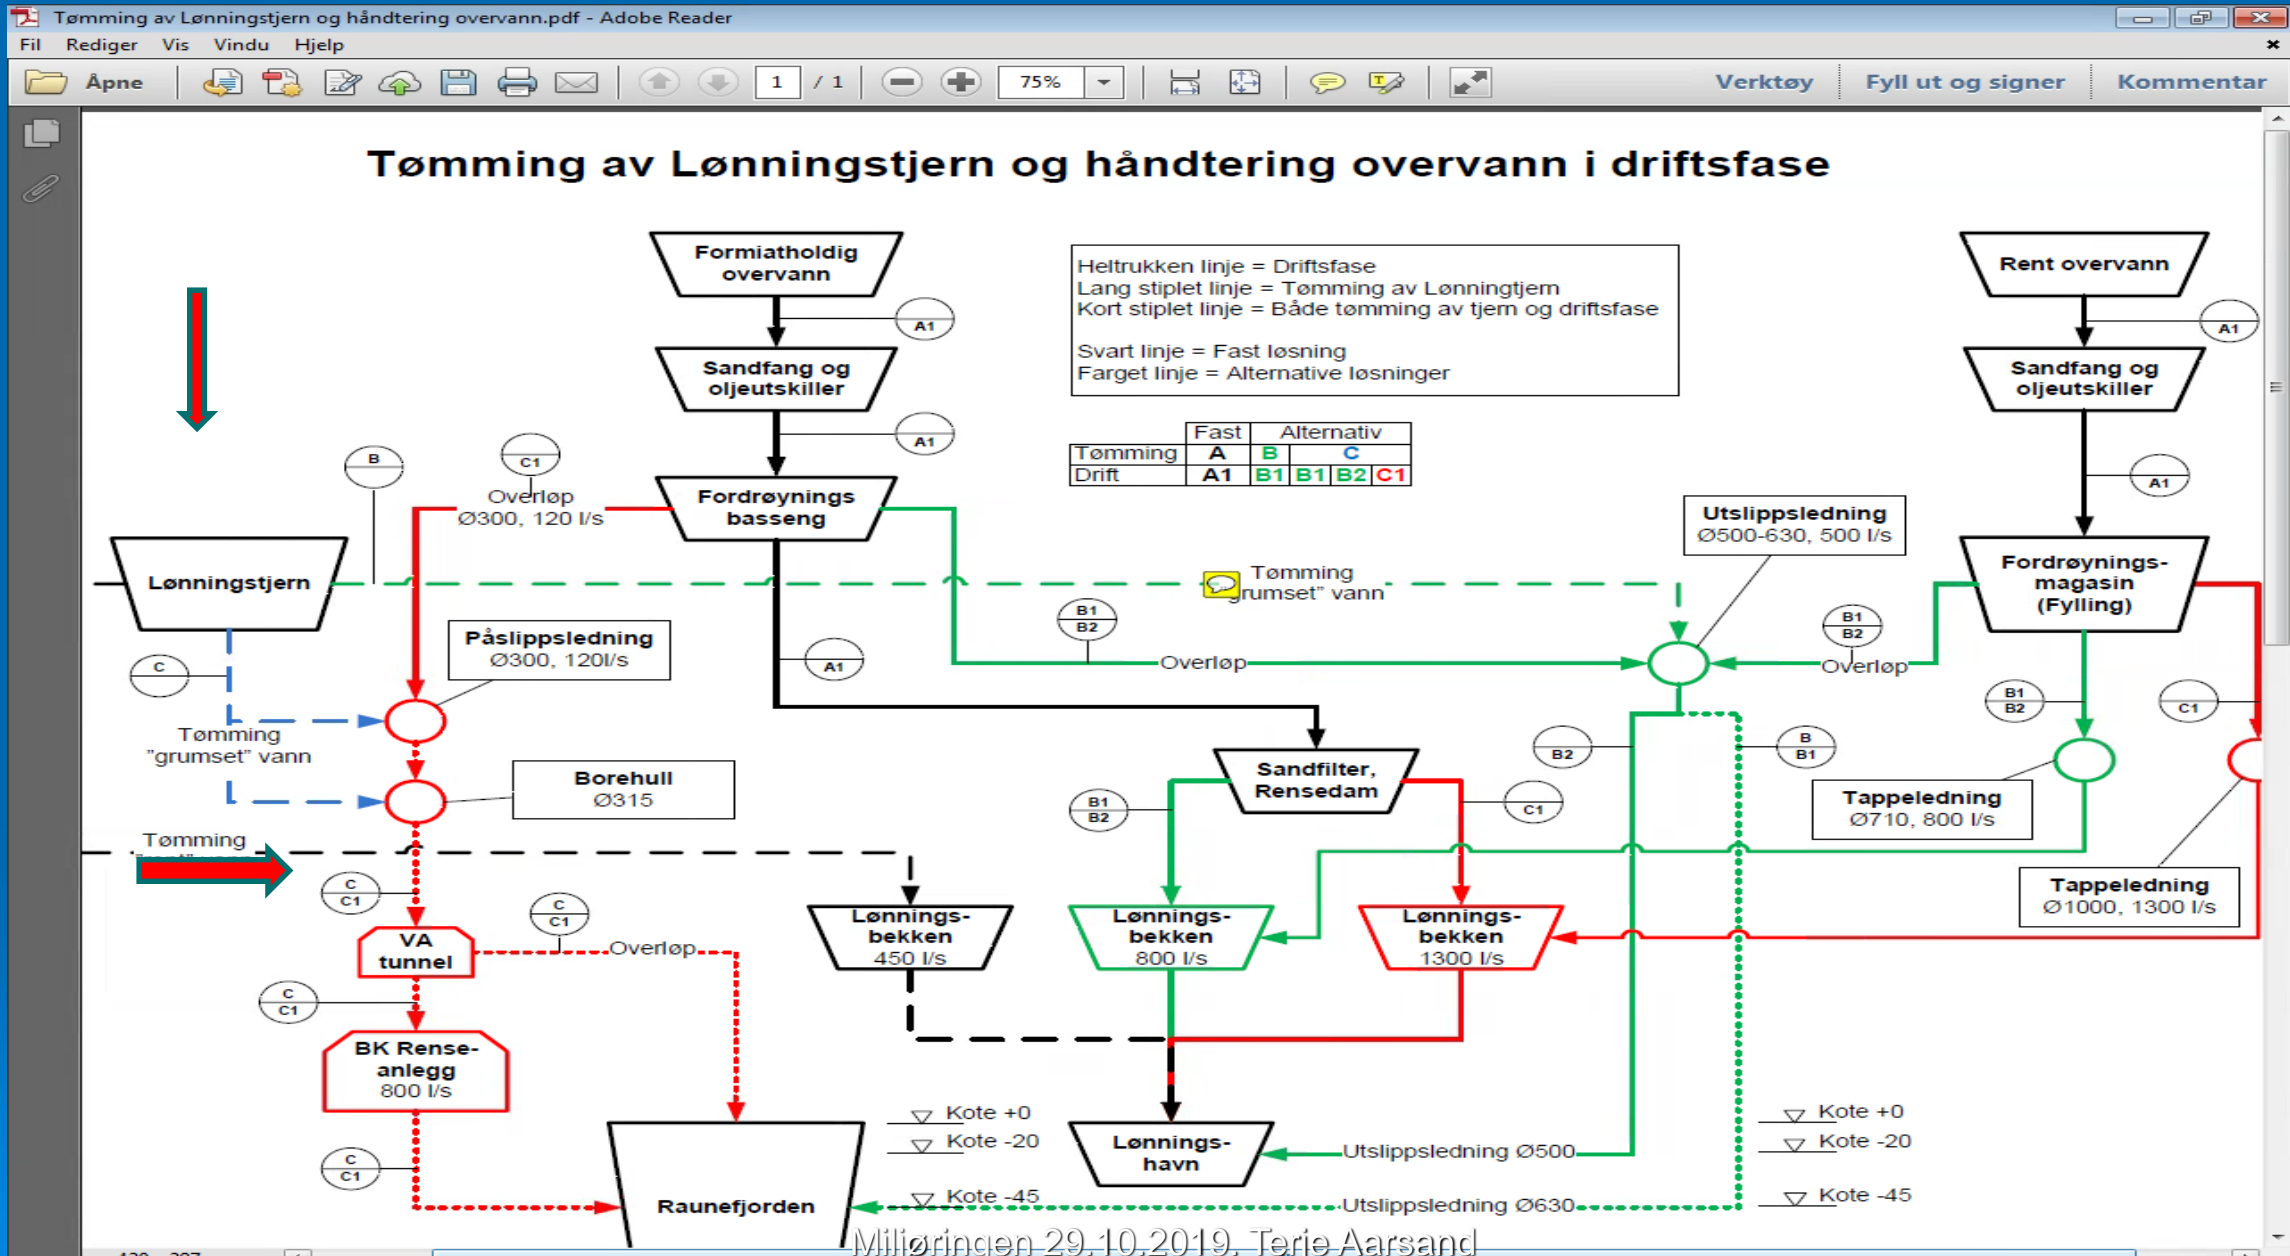 Tømming av Lønningstjern og håndtering overvann.pdf - Adobe Reader
Fil Rediger Vis Vindu Hjelp
Åpne 1 / 1 75% Verktøy Fyll ut og signer Kommentar
Tømming av Lønningstjern og håndtering overvann i driftsfase
Formiatholdig
overvann
A1
Sandfang og
oljeutskiller
A1
Fordrøynings
basseng
Heltrukken linje = Driftsfase
Lang stiplet linje = Tømming av Lønningtjern
Kort stiplet linje = Både tømming av tjern og driftsfase
Svart linje = Fast løsning
Farget linje = Alternative løsninger
Fast Alternativ
Tømming A B C
Drift A1 B1 B1 B2 C1
Rent overvann
A1
Sandfang og
oljeutskiller
A1
Fordrøynings-
magasin
(Fylling)
B
C1
Overløp
Ø300, 120 l/s
Lønningstjern
Utslippsledning
Ø500-630, 500 l/s
Tømming
grumset" vann
B1
B2
Overløp
B1
B2
Overløp
Påslippsledning
Ø300, 120l/s
A1
C
Tømming
"grumset" vann
Borehull
Ø315
Sandfilter,
Rensedam
B1
B2
C1
B2
B
B1
B1
B2
C1
Tappeledning
Ø710, 800 l/s
Tappeledning
Ø1000, 1300 l/s
Tømming
C
C1
VA
tunnel
C
C1
Overløp
Lønnings-
bekken
450 l/s
Lønnings-
bekken
800 l/s
Lønnings-
bekken
1300 l/s
C
C1
BK Rense-
anlegg
800 l/s
C
C1
Raunefjorden
Kote +0
Kote -20
Kote -45
Lønnings-
havn
Utslippsledning Ø500
Utslippsledning Ø630
Kote +0
Kote -20
Kote -45
Miljøringen 29.10.2019. Terje Aarsand